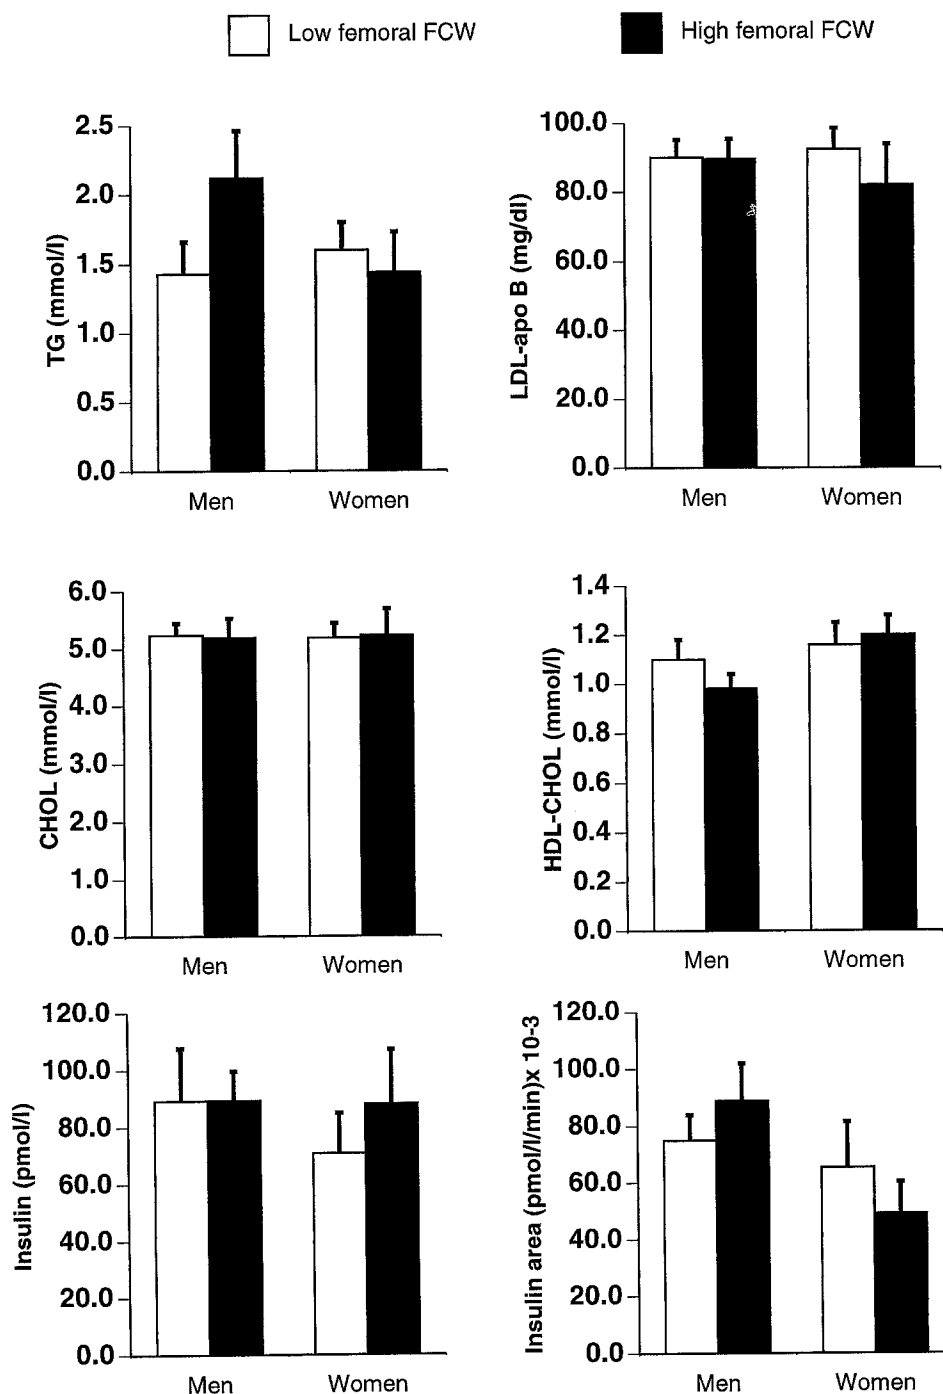 Low femoral FCW
High femoral FCW
TG (mmol/l)
2.5
2.0
1.5
1.0
0.5
0.0
Men
Women
LDL-apo B (mg/dl)
100.0
80.0
60.0
40.0
20.0
0.0
Men
Women
CHOL (mmol/l)
6.0
5.0
4.0
3.0
2.0
1.0
0.0
Men
Women
HDL-CHOL (mmol/l)
1.4
1.2
1.0
0.8
0.6
0.4
0.2
0.0
Men
Women
Insulin (pmol/l)
120.0
100.0
80.0
60.0
40.0
20.0
0.0
Men
Women
Insulin area (pmol/l/min)x 10-3
120.0
100.0
80.0
60.0
40.0
20.0
0.0
Men
Women